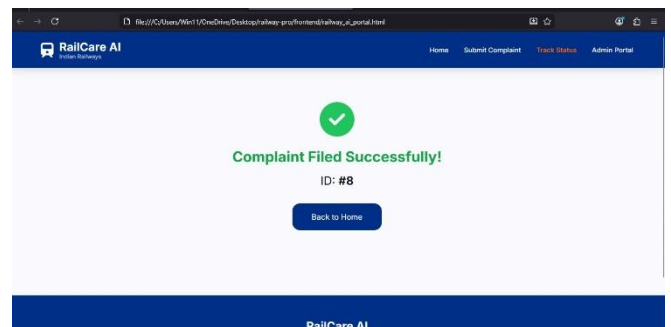 file:///C:/Users/Win11/OneDrive/Desktop/railway-pro/frontend/railway_ai_portal.html
RailCare AI
Indian Railways
Home Submit Complaint Track Status Admin Portal
Complaint Filed Successfully!
ID: #8
Back to Home
RailCare AI